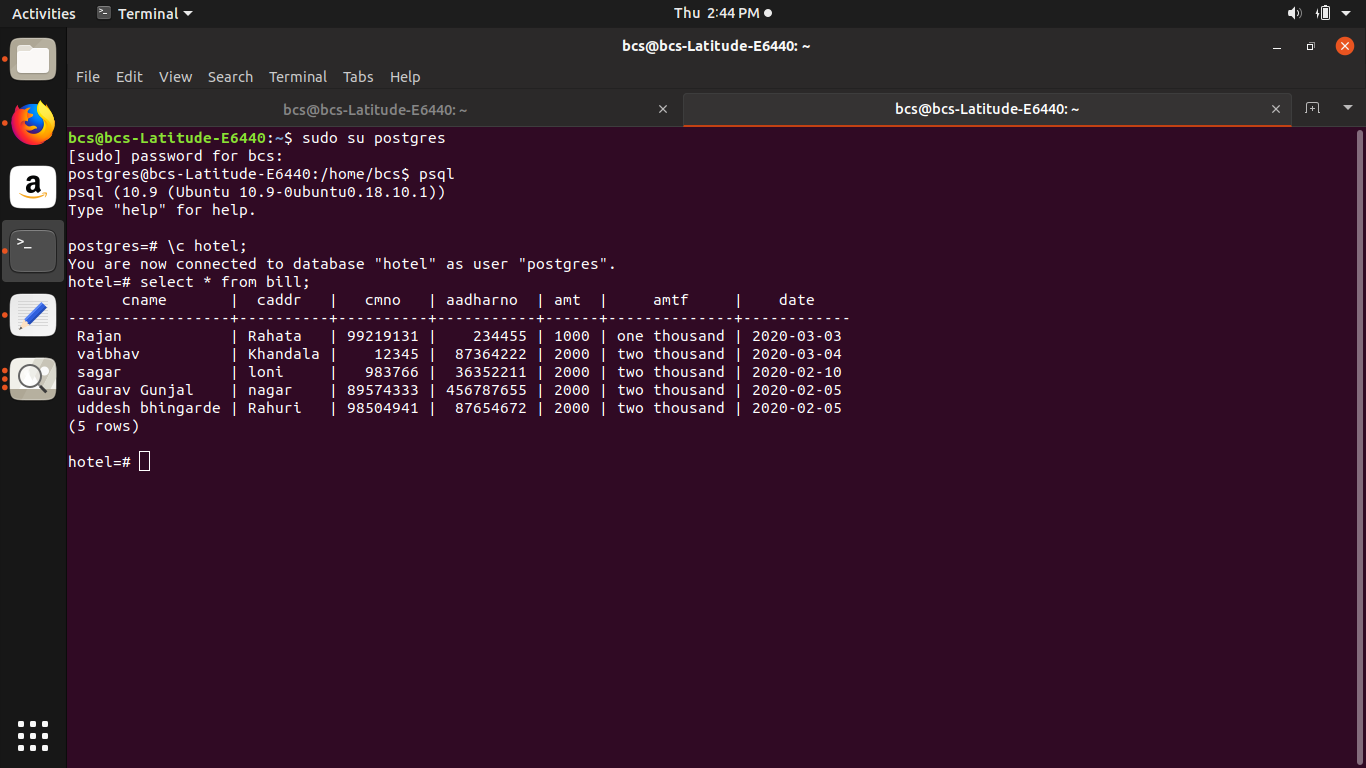 Activities Terminal Thu 2:44 PM
bcs@bcs-Latitude-E6440: ~
File Edit View Search Terminal Tabs Help
bcs@bcs-Latitude-E6440: ~ bcs@bcs-Latitude-E6440: ~
bcs@bcs-Latitude-E6440:~$ sudo su postgres
[sudo] password for bcs:
postgres@bcs-Latitude-E6440:/home/bcs$ psql
psql (10.9 (Ubuntu 10.9-0ubuntu0.18.10.1))
Type "help" for help.
postgres=# \c hotel;
You are now connected to database "hotel" as user "postgres".
hotel=# select * from bill;
      cname       |  caddr   |   cmno   | aadharno  | amt  |     amtf     |    date
------------------+----------+----------+-----------+------+--------------+------------
 Rajan            | Rahata   | 99219131 |    234455 | 1000 | one thousand | 2020-03-03
 vaibhav          | Khandala |    12345 |  87364222 | 2000 | two thousand | 2020-03-04
 sagar            | loni     |   983766 |  36352211 | 2000 | two thousand | 2020-02-10
 Gaurav Gunjal    | nagar    | 89574333 | 456787655 | 2000 | two thousand | 2020-02-05
 uddesh bhingarde | Rahuri   | 98504941 |  87654672 | 2000 | two thousand | 2020-02-05
(5 rows)
hotel=#